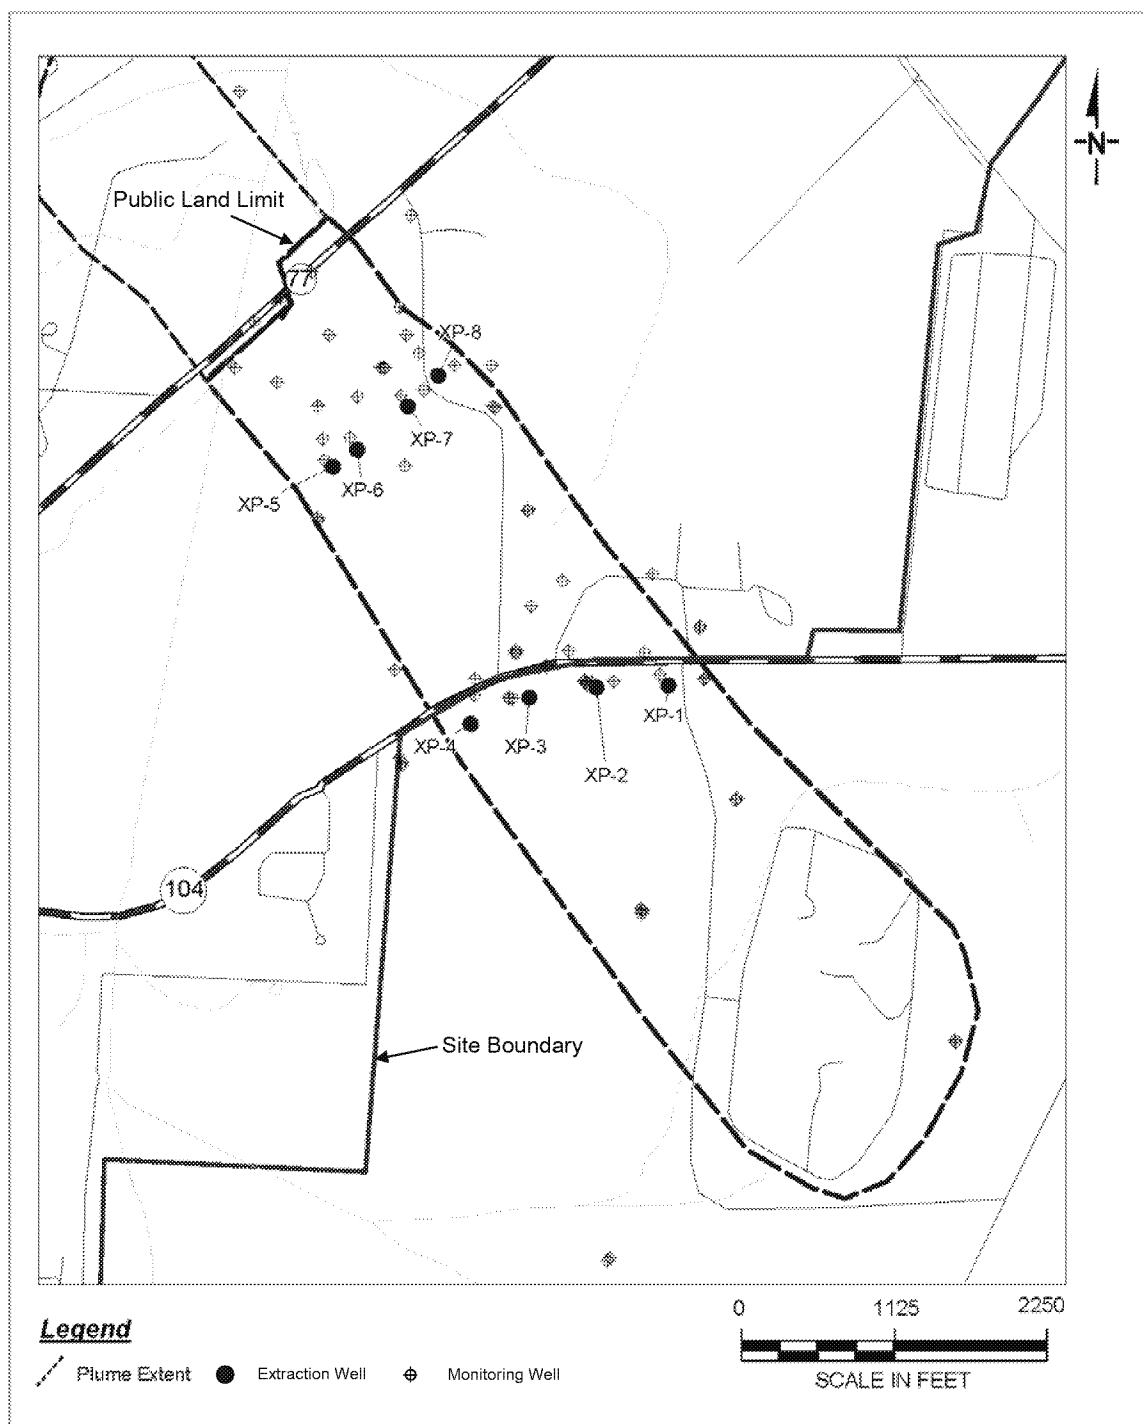 N
Public Land Limit
77
XP-8
XP-7
XP-6
XP-5
XP-1
XP-4
XP-3
XP-2
104
Site Boundary
0 1125 2250
SCALE IN FEET
Legend
Plume Extent Extraction Well Monitoring Well